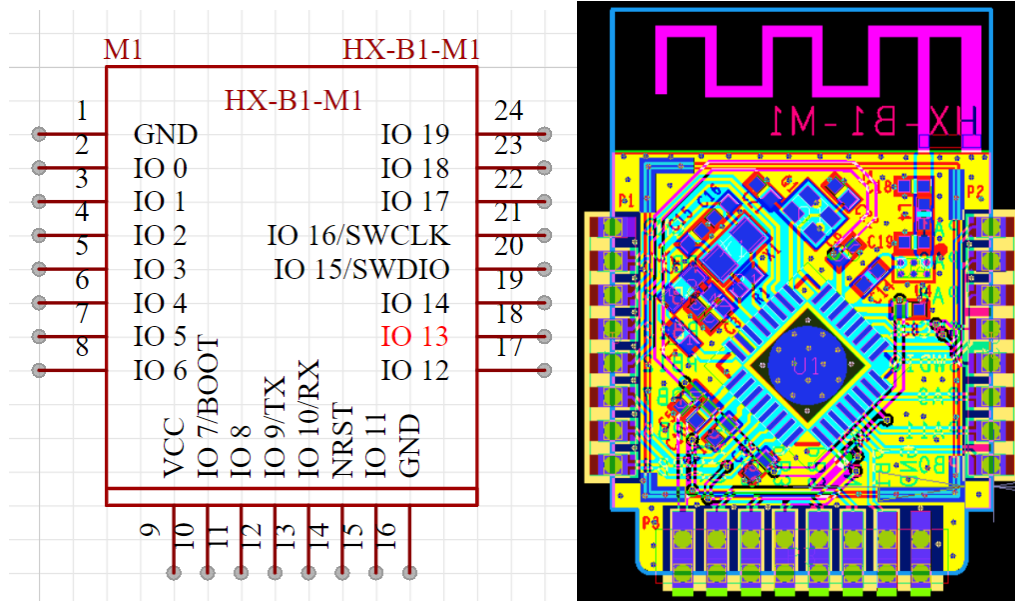 M1 HX-B1-M1
HX-B1-M1
1 GND IO 19 24
2 IO 0 IO 18 23
3 IO 1 IO 17 22
4 IO 2 IO 16/SWCLK 21
5 IO 3 IO 15/SWDIO 20
6 IO 4 IO 14 19
7 IO 5 IO 13 18
8 IO 6 IO 12 17
VCC
IO 7/BOOT
IO 8
IO 9/TX
IO 10/RX
NRST
IO 11
GND
9 10 11 12 13 14 15 16
HX-B1-M1
P1 P2
C19
U1
P3